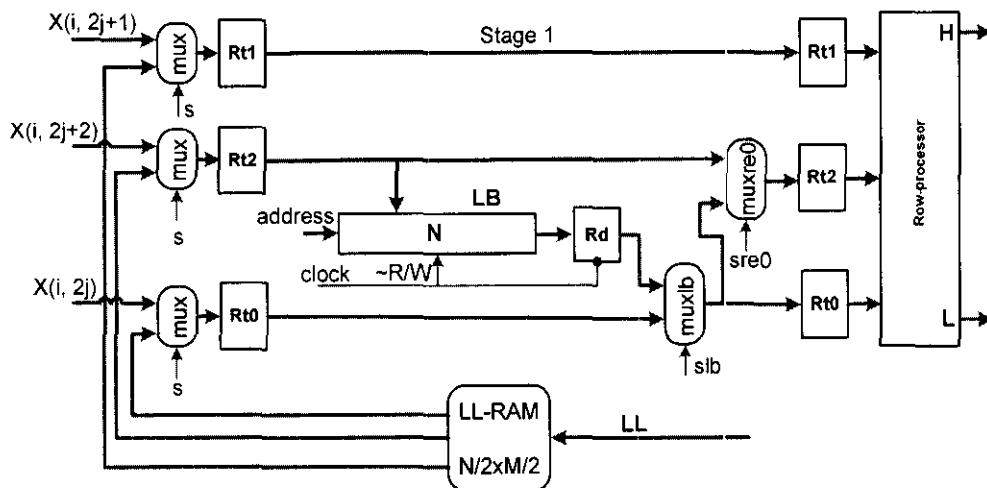 X(i, 2j+1)
mux
Rt1
s
Stage 1
Rt1
H
X(i, 2j+2)
mux
Rt2
s
LB
address
N
Rd
clock
~R/W
muxre0
sre0
Rt2
Row-processor
X(i, 2j)
mux
Rt0
s
muxlb
slb
Rt0
L
LL-RAM
N/2xM/2
LL